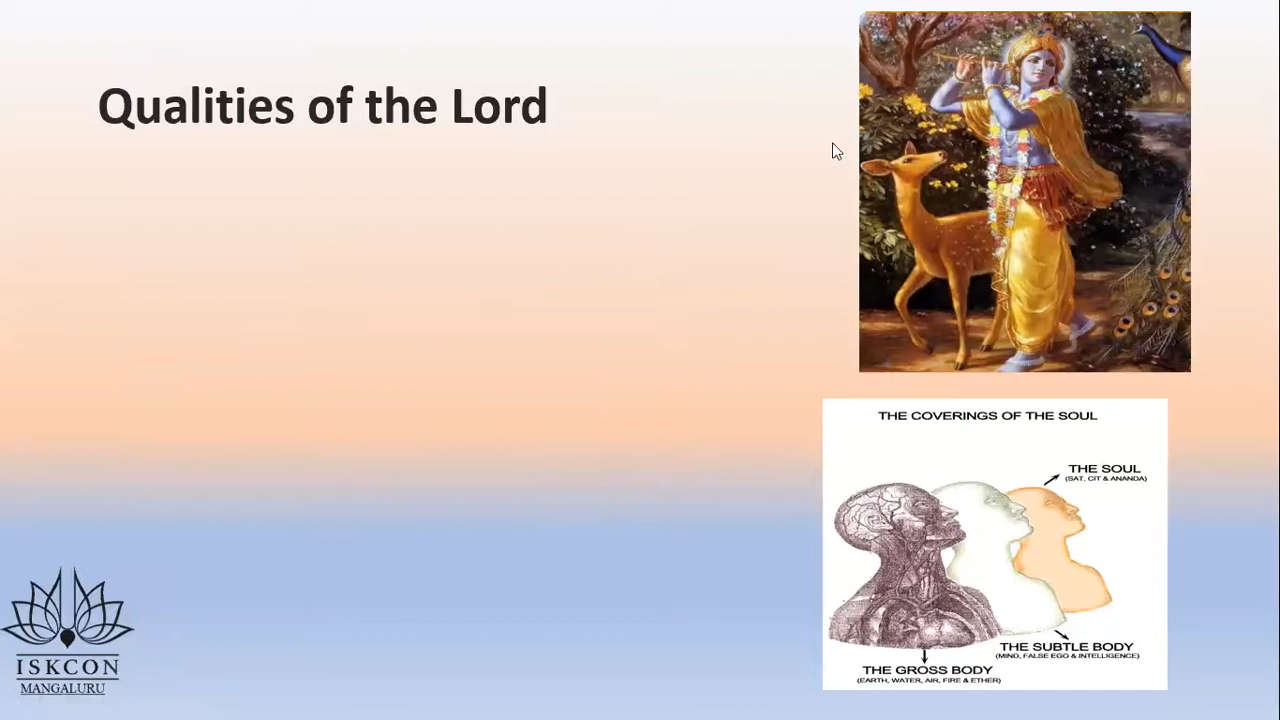 Qualities of the Lord
THE COVERINGS OF THE SOUL
THE SOUL
(SAT, CIT & ANANDA)
THE SUBTLE BODY
(MIND, FALSE EGO & INTELLIGENCE)
THE GROSS BODY
(EARTH, WATER, AIR, FIRE & ETHER)
ISKCON
MANGALURU